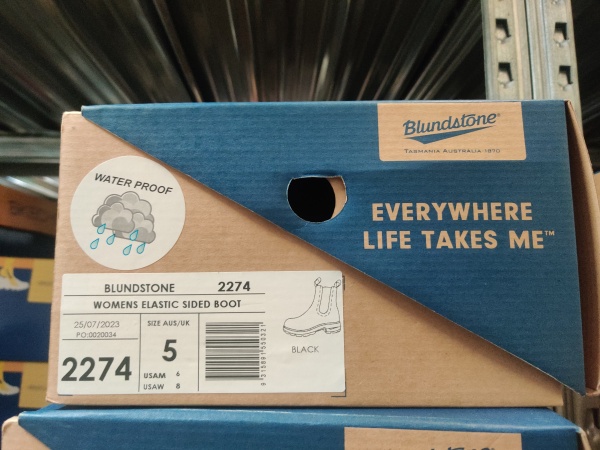 Blundstone®
TASMANIA AUSTRALIA 1870
WATER PROOF
EVERYWHERE
LIFE TAKES ME™
BLUNDSTONE 2274
WOMENS ELASTIC SIDED BOOT
25/07/2023
PO:0020034
2274
SIZE AUS/UK
5
USAM 6
USAW 8
BLACK